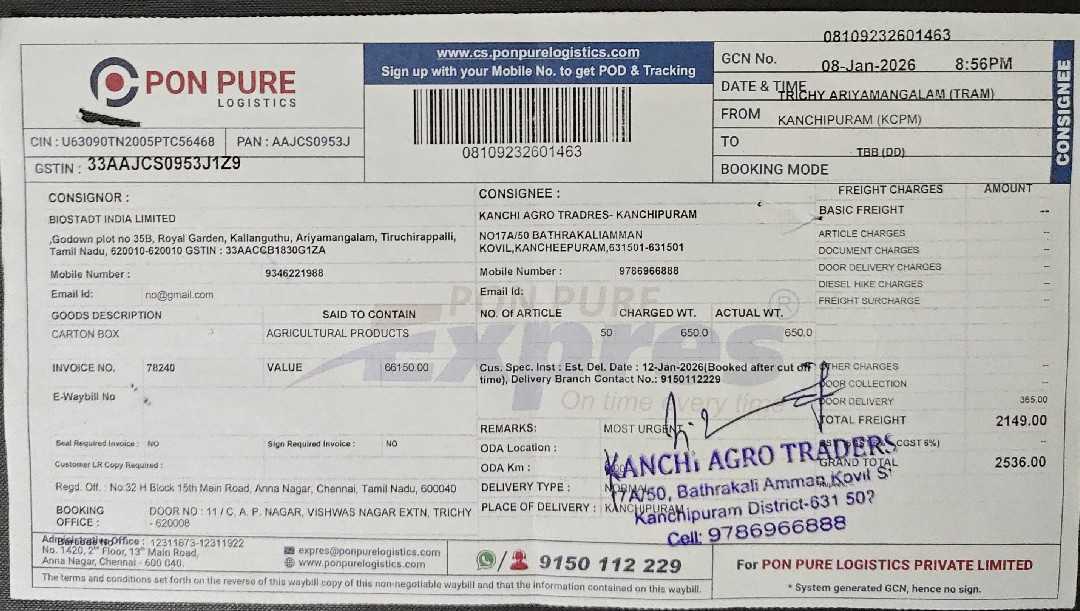 08109232601463
www.cs.ponpurelogistics.com
Sign up with your Mobile No. to get POD & Tracking
PON PURE
LOGISTICS
CIN : U63090TN2005PTC56468
PAN : AAJCS0953J
GSTIN : 33AAJCS0953J1Z9
08109232601463
GCN No.
08-Jan-2026 8:56PM
DATE & TIME
TRICHY ARIYAMANGALAM (TRAM)
FROM
KANCHIPURAM (KCPM)
TO
TBB (DD)
BOOKING MODE
CONSIGNEE
CONSIGNOR :
BIOSTADT INDIA LIMITED
,Godown plot no 35B, Royal Garden, Kallanguthu, Ariyamangalam, Tiruchirappalli,
Tamil Nadu, 620010-620010 GSTIN : 33AACCB1830G1ZA
Mobile Number : 9346221988
Email Id: no@gmail.com
CONSIGNEE :
KANCHI AGRO TRADRES- KANCHIPURAM
NO17A/50 BATHRAKALIAMMAN
KOVIL,KANCHEEPURAM,631501-631501
Mobile Number : 9786966888
Email Id:
FREIGHT CHARGES AMOUNT
BASIC FREIGHT --
ARTICLE CHARGES --
DOCUMENT CHARGES --
DOOR DELIVERY CHARGES --
DIESEL HIKE CHARGES --
FREIGHT SURCHARGE --
PON PURE
Expres
®
On time every time
GOODS DESCRIPTION SAID TO CONTAIN NO. OF ARTICLE CHARGED WT. ACTUAL WT.
CARTON BOX AGRICULTURAL PRODUCTS 50 650.0 650.0
INVOICE NO. 78240 VALUE 66150.00
E-Waybill No
Cus. Spec. Inst : Est. Del. Date : 12-Jan-2026(Booked after cut off
time), Delivery Branch Contact No.: 9150112229
OTHER CHARGES --
DOOR COLLECTION --
DOOR DELIVERY 365.00
TOTAL FREIGHT 2149.00
CGST 6%) --
GRAND TOTAL 2536.00
REMARKS: MOST URGENT
ODA Location :
ODA Km :
DELIVERY TYPE : NORMAL
PLACE OF DELIVERY : KANCHIPURAM
KANCHI AGRO TRADERS
17A/50, Bathrakali Amman Kovil St
Kanchipuram District-631 502
Cell: 9786966888
Seal Required Invoice : NO Sign Required Invoice : NO
Customer LR Copy Required :
Regd. Off. : No:32 H Block 15th Main Road, Anna Nagar, Chennai, Tamil Nadu, 600040
BOOKING
OFFICE :
DOOR NO : 11 / C, A. P. NAGAR, VISHWAS NAGAR EXTN, TRICHY
- 620008
Administrative Office :
12311873-12311922
No. 1420, 2nd Floor, 13th Main Road,
Anna Nagar, Chennai - 600 040.
expres@ponpurelogistics.com
www.ponpurelogistics.com
9150 112 229
For PON PURE LOGISTICS PRIVATE LIMITED
* System generated GCN, hence no sign.
The terms and conditions set forth on the reverse of this waybill copy of this non-negotiable waybill and that the information contained on this waybill.